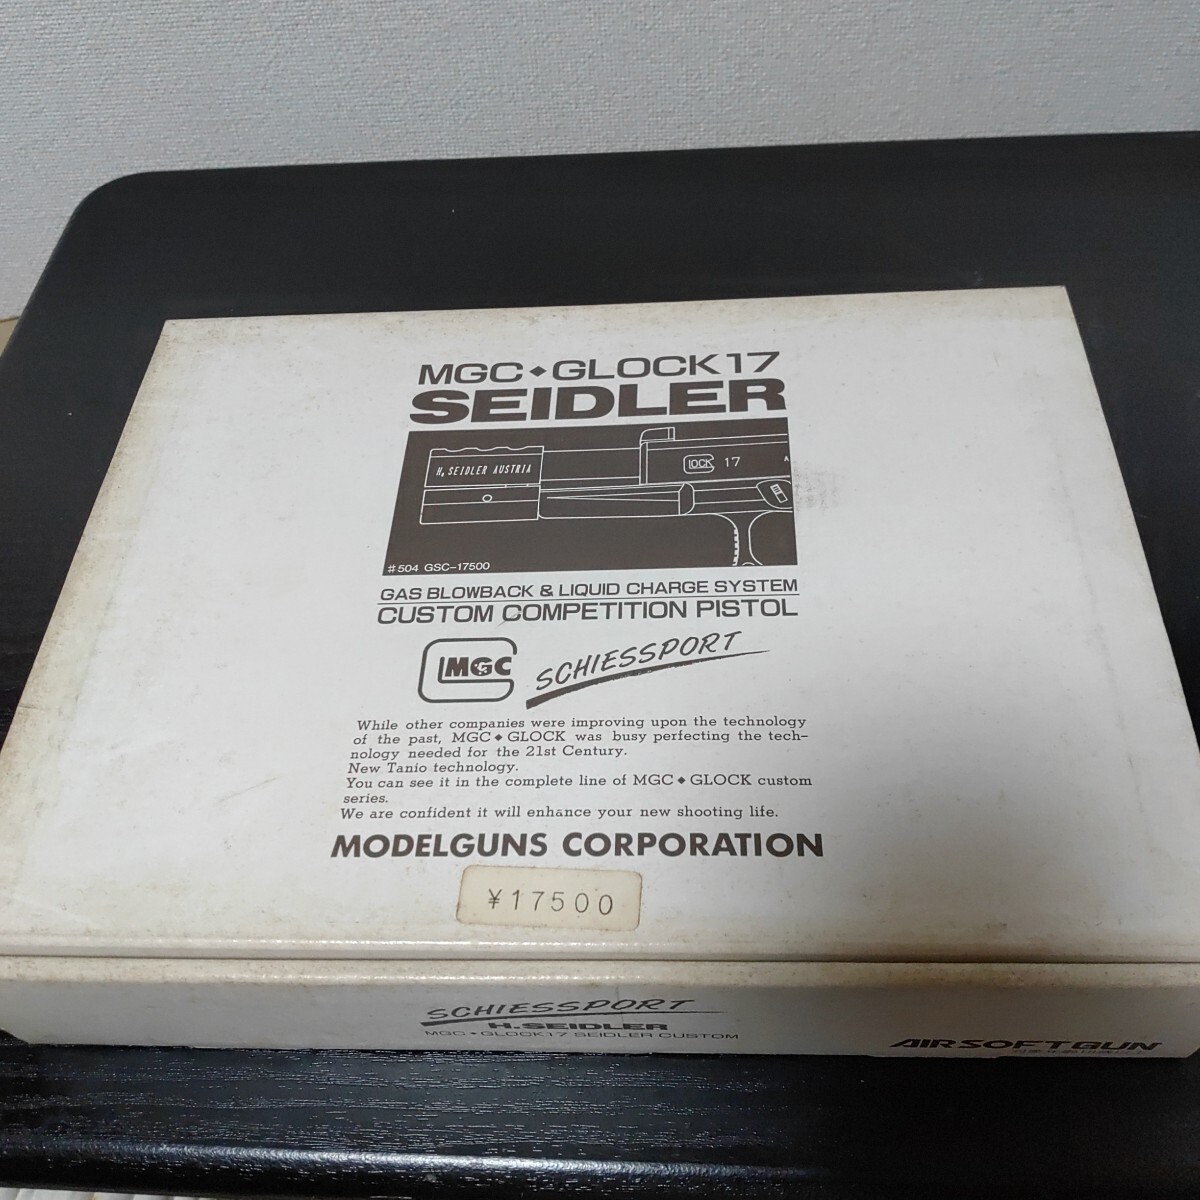 MGC◆GLOCK17
SEIDLER
H. SEIDLER AUSTRIA
GLOCK 17
#504 GSC-17500
GAS BLOWBACK & LIQUID CHARGE SYSTEM
CUSTOM COMPETITION PISTOL
MGC SCHIESSPORT
While other companies were improving upon the technology
of the past, MGC◆GLOCK was busy perfecting the tech-
nology needed for the 21st Century.
New Tanio technology.
You can see it in the complete line of MGC◆GLOCK custom
series.
We are confident it will enhance your new shooting life.
MODELGUNS CORPORATION
¥17500
SCHIESSPORT
H.SEIDLER
MGC◆GLOCK17 SEIDLER CUSTOM
AIRSOFTGUN